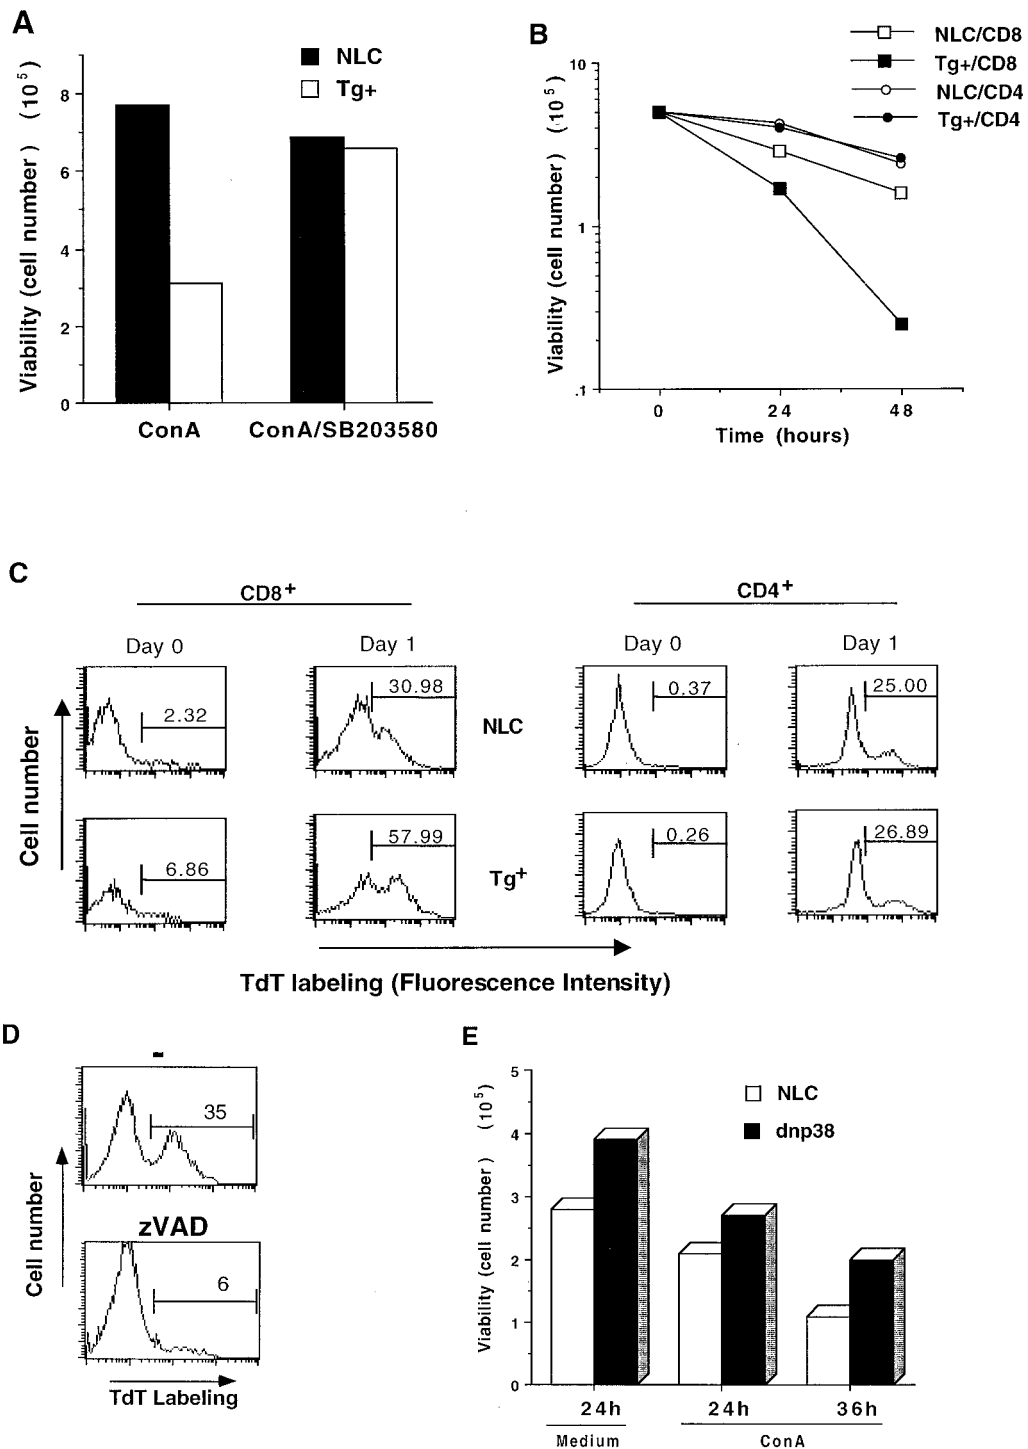 A
Viability (cell number) (10^5)
8
6
4
2
0
NLC
Tg+
ConA
ConA/SB203580
B
Viability (cell number) (10^5)
10
1
.1
0
24
48
Time (hours)
NLC/CD8
Tg+/CD8
NLC/CD4
Tg+/CD4
C
CD8+
CD4+
Day 0
Day 1
Day 0
Day 1
2.32
30.98
NLC
0.37
25.00
6.86
57.99
Tg+
0.26
26.89
Cell number
TdT labeling (Fluorescence Intensity)
D
-
35
zVAD
6
Cell number
TdT Labeling
E
Viability (cell number) (10^5)
5
4
3
2
1
0
NLC
dnp38
24h
24h
36h
Medium
ConA